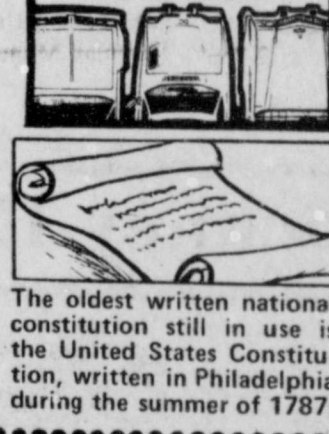 The oldest written nationa
constitution still in use is
the United States Constitu
tion, written in Philadelphia
during the summer of 1787